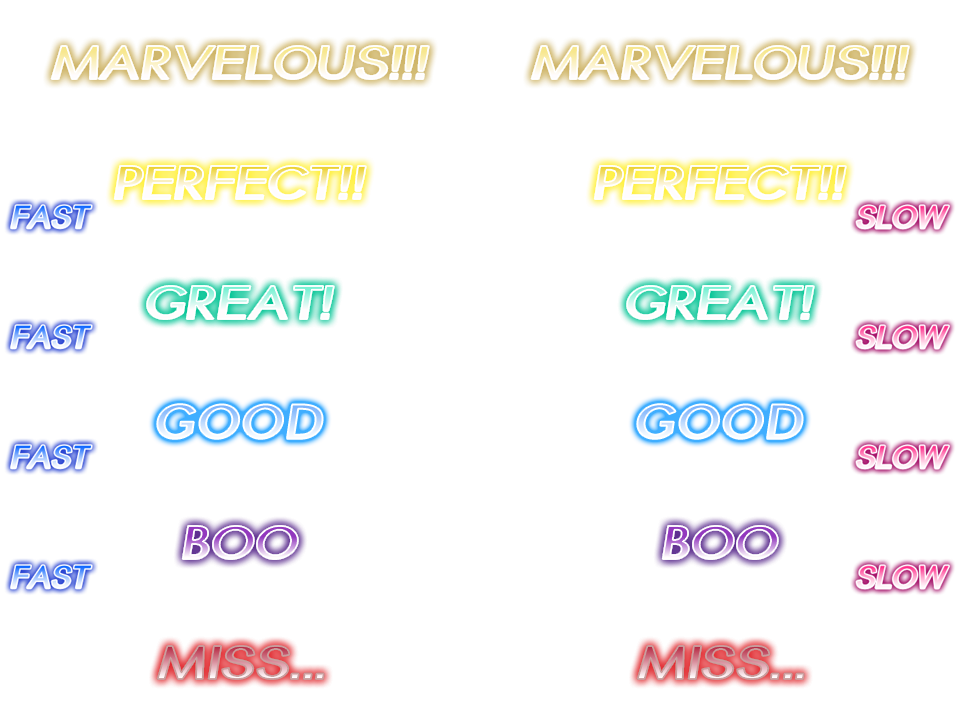 MARVELOUS!!! MARVELOUS!!!
PERFECT!! PERFECT!!
FAST SLOW
GREAT! GREAT!
FAST SLOW
GOOD GOOD
FAST SLOW
BOO BOO
FAST SLOW
MISS... MISS...